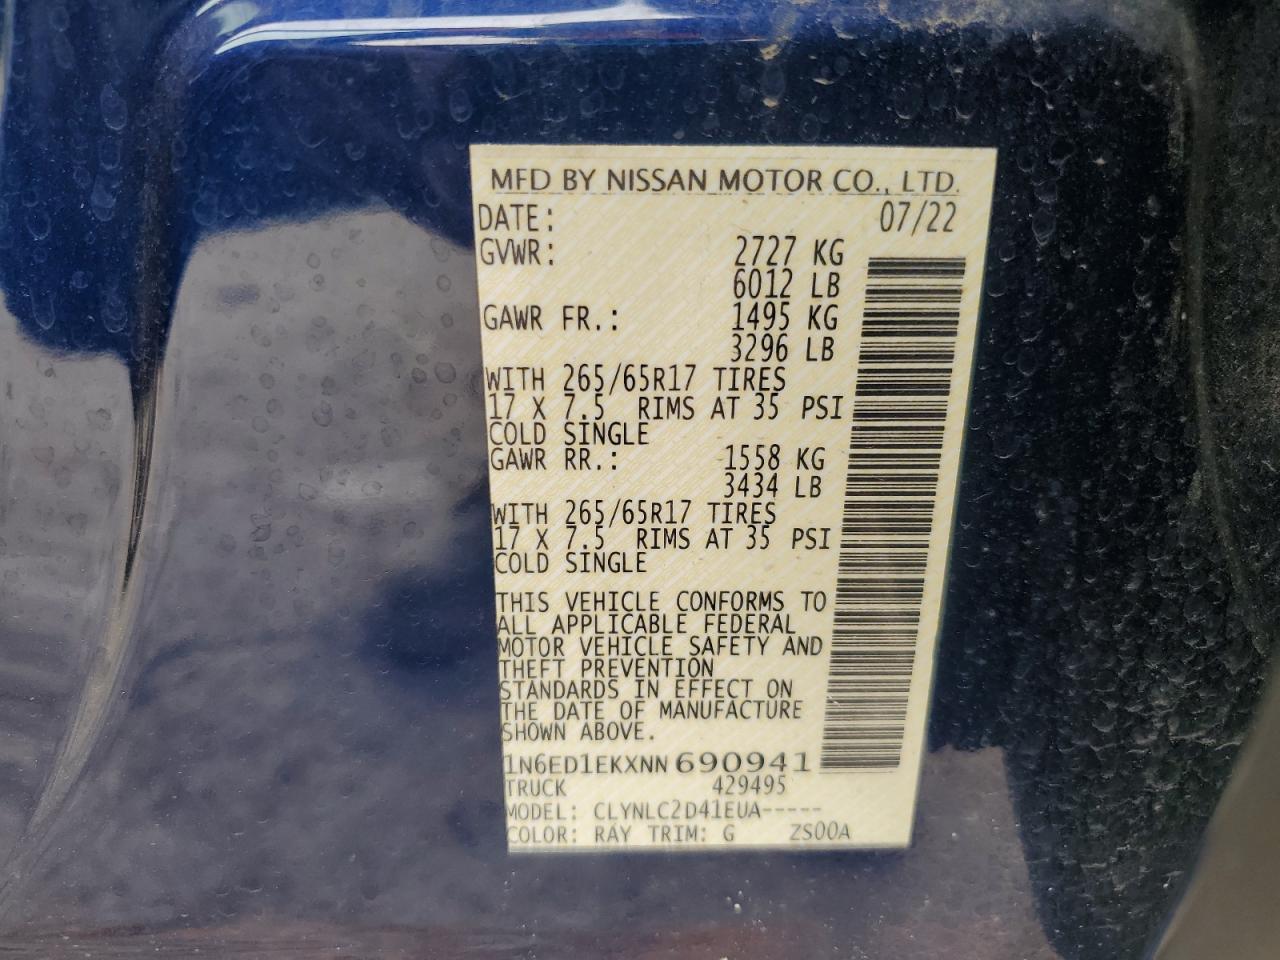 MFD BY NISSAN MOTOR CO., LTD.
DATE: 07/22
GVWR: 2727 KG
6012 LB
GAWR FR.: 1495 KG
3296 LB
WITH 265/65R17 TIRES
17 X 7.5 RIMS AT 35 PSI
COLD SINGLE
GAWR RR.: 1558 KG
3434 LB
WITH 265/65R17 TIRES
17 X 7.5 RIMS AT 35 PSI
COLD SINGLE
THIS VEHICLE CONFORMS TO
ALL APPLICABLE FEDERAL
MOTOR VEHICLE SAFETY AND
THEFT PREVENTION
STANDARDS IN EFFECT ON
THE DATE OF MANUFACTURE
SHOWN ABOVE.
1N6ED1EKXNN690941
TRUCK 429495
MODEL: CLYNLC2D41EUA-----
COLOR: RAY TRIM: G ZS00A